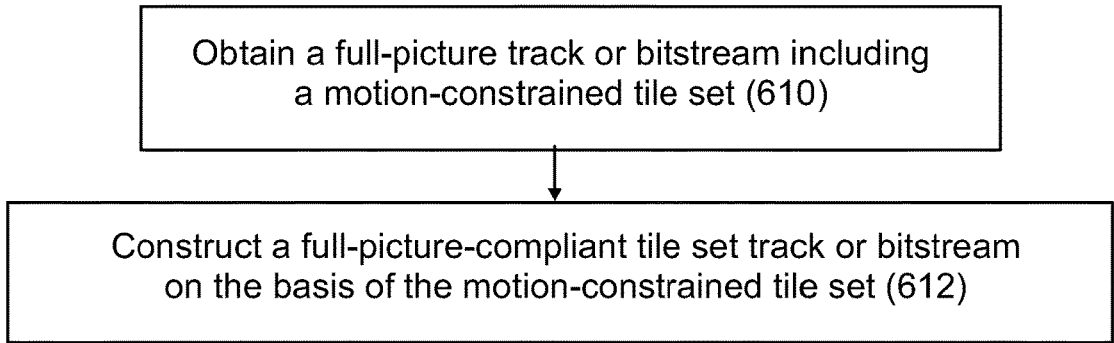 Obtain a full-picture track or bitstream including
a motion-constrained tile set (610)
Construct a full-picture-compliant tile set track or bitstream
on the basis of the motion-constrained tile set (612)